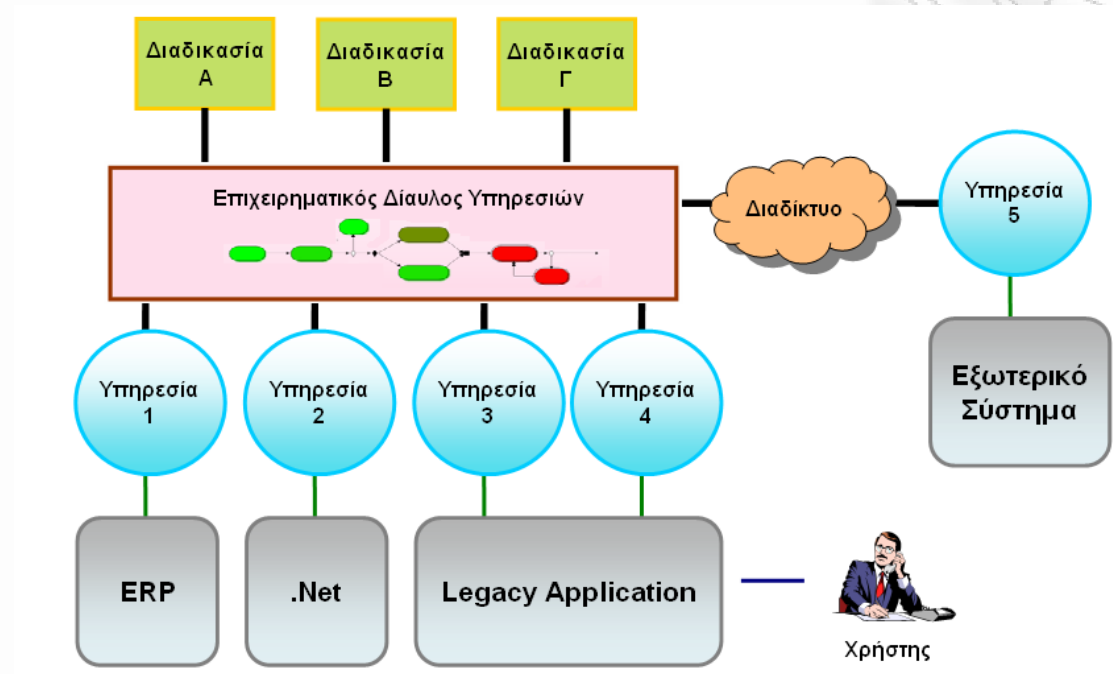 Διαδικασία
Α
Διαδικασία
Β
Διαδικασία
Γ
Επιχειρηματικός Δίαυλος Υπηρεσιών
Διαδίκτυο
Υπηρεσία
5
Υπηρεσία
1
Υπηρεσία
2
Υπηρεσία
3
Υπηρεσία
4
Εξωτερικό
Σύστημα
ERP
.Net
Legacy Application
Χρήστης